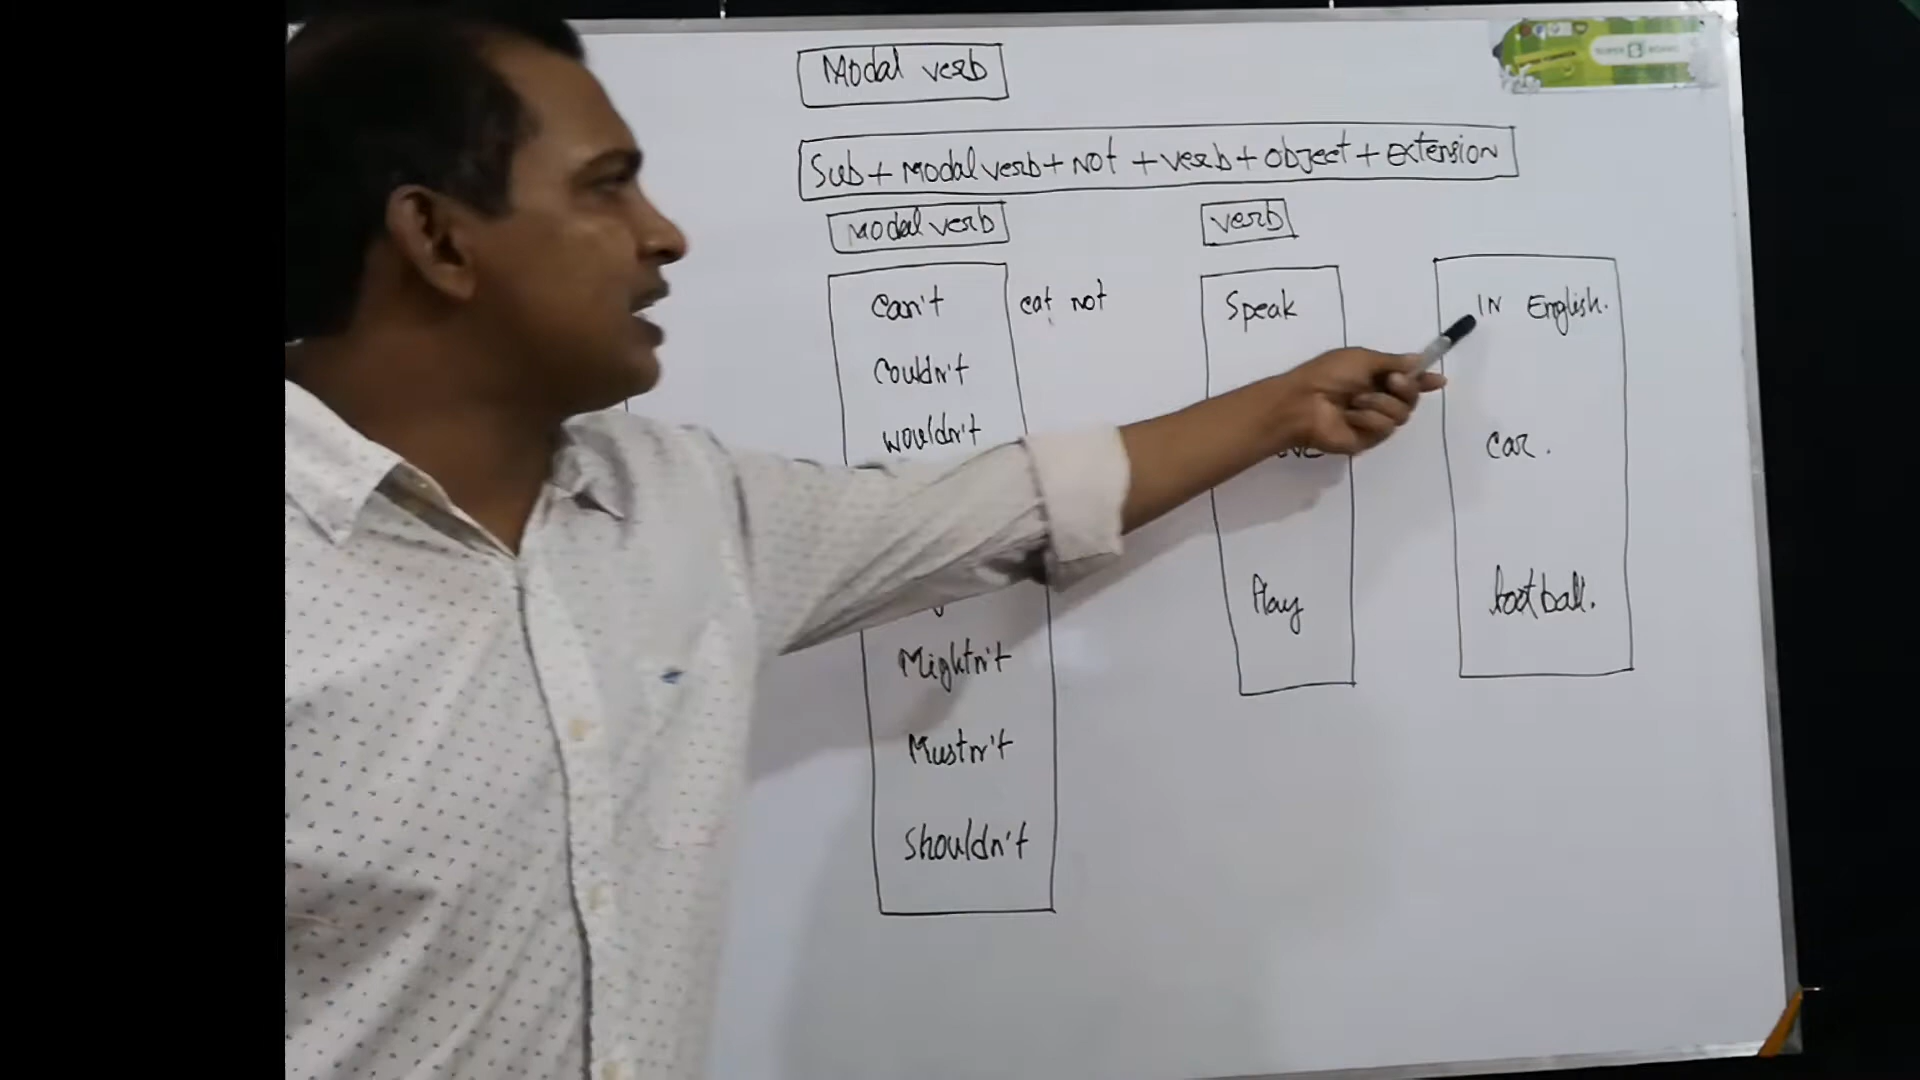 Modal verb
Sub + Modal verb + Not + verb + object + extension
Modal verb
verb
can't
cat not
Speak
IN English.
couldn't
wouldn't
car.
Play
football.
Mightn't
Mustn't
shouldn't